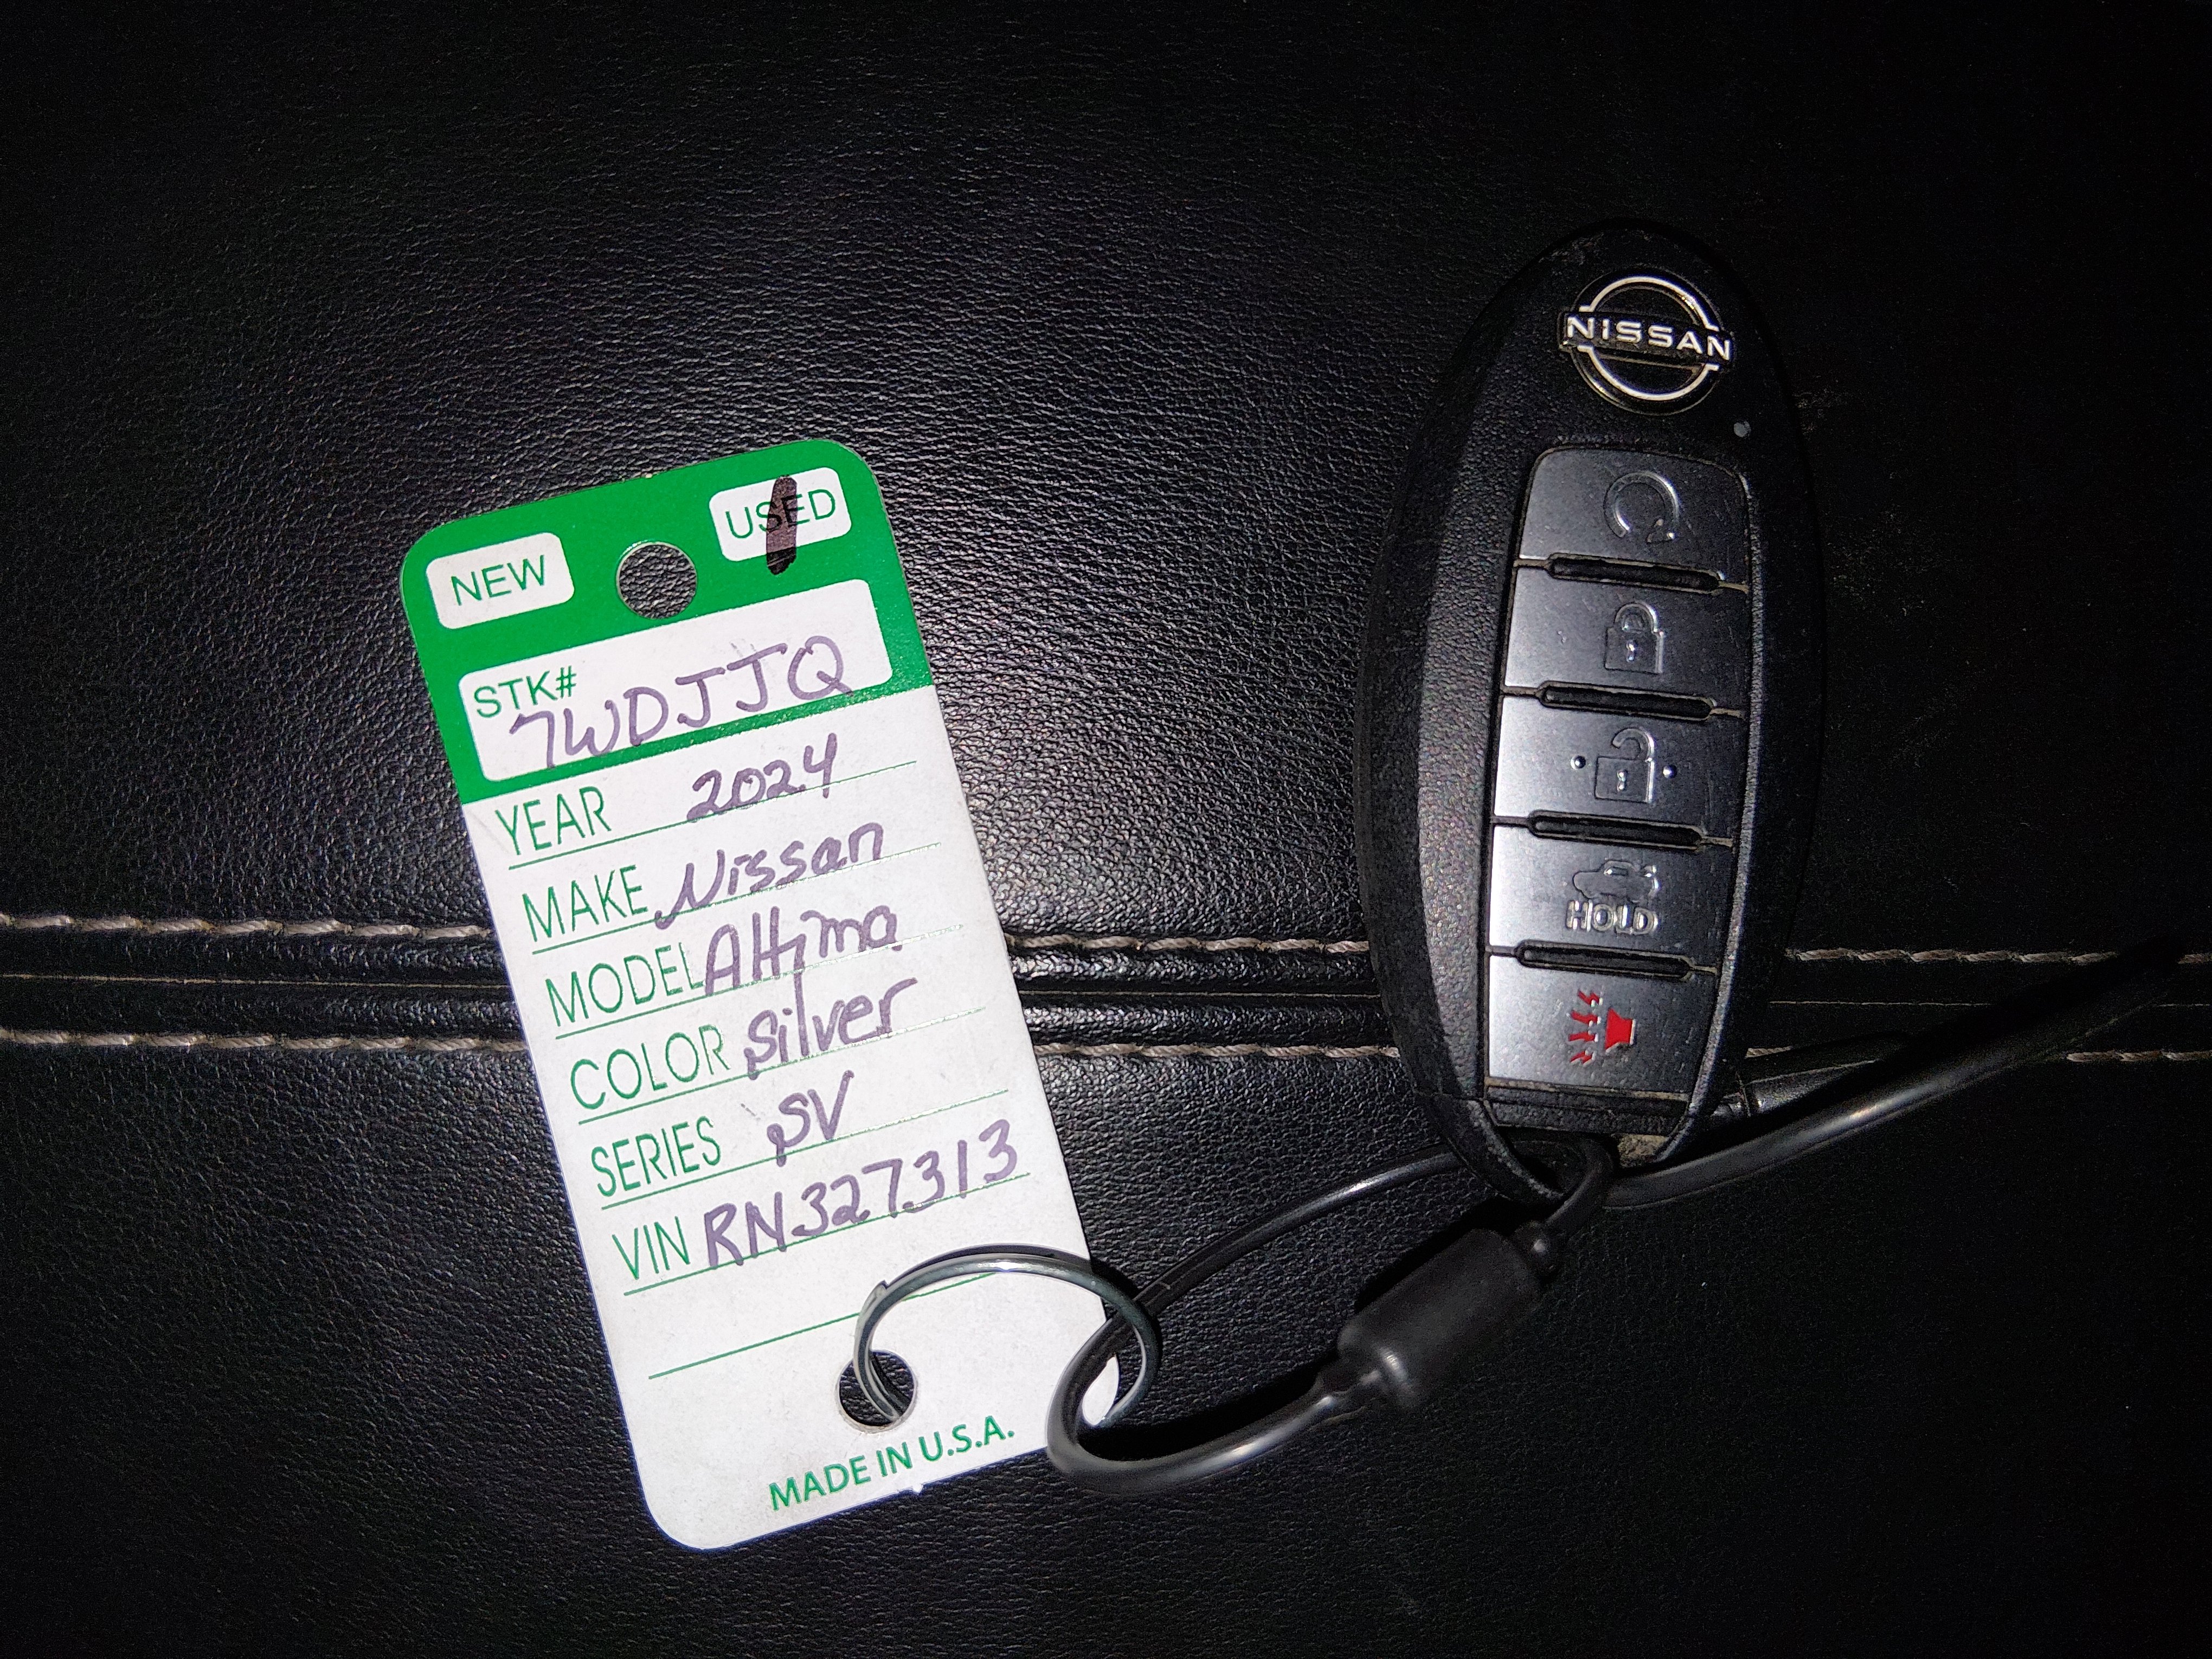 NEW USED
STK# 7WDJJQ
YEAR 2024
MAKE Nissan
MODEL Altima
COLOR Silver
SERIES SV
VIN RN327313
MADE IN U.S.A.
NISSAN
HOLD